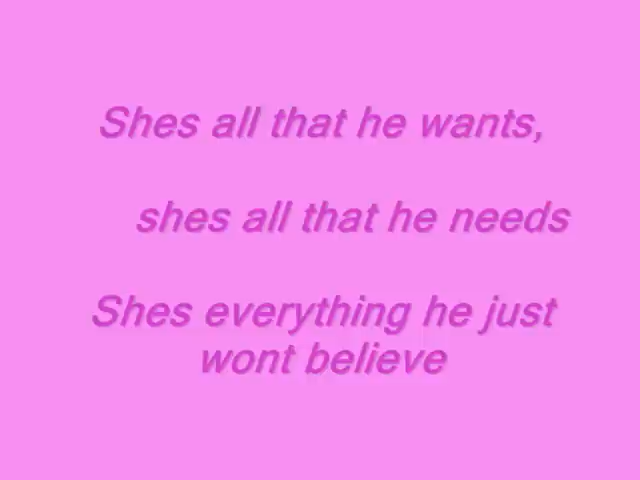 Shes all that he wants,
shes all that he needs
Shes everything he just
wont believe